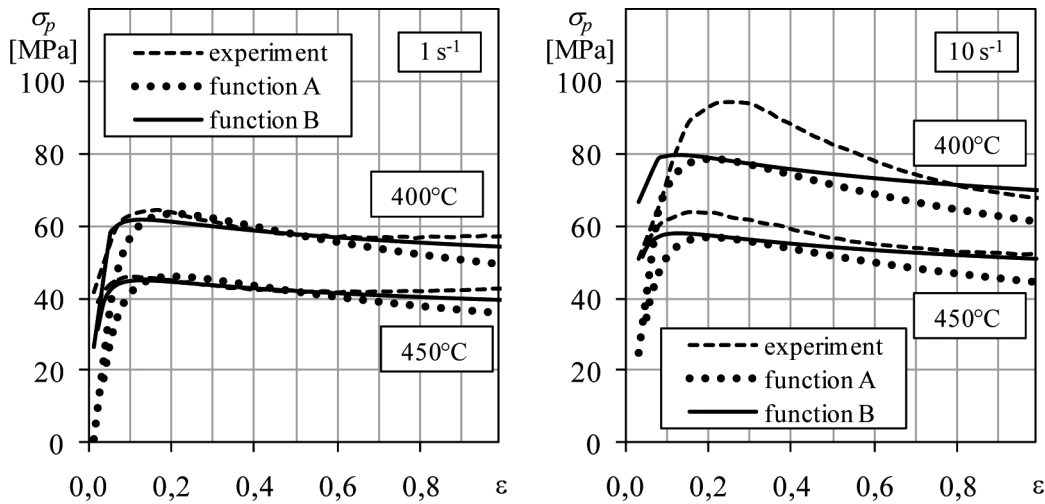 σp
[MPa]
1 s-1
experiment
function A
function B
400°C
450°C
100
80
60
40
20
0
0,0
0,2
0,4
0,6
0,8
ε
σp
[MPa]
10 s-1
400°C
450°C
experiment
function A
function B
100
80
60
40
20
0
0,0
0,2
0,4
0,6
0,8
ε